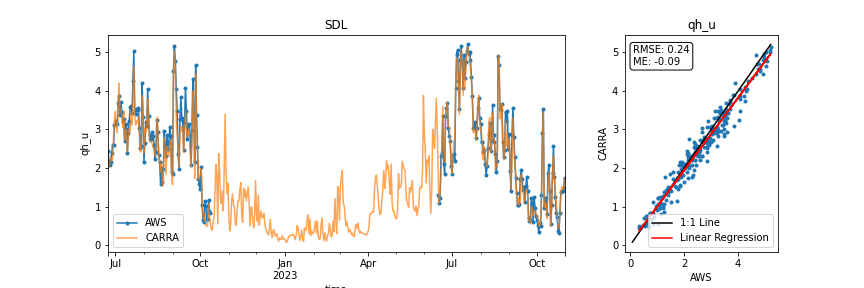 SDL
qh_u
5
4
3
2
1
0
qh_u
AWS
CARRA
Jul
Oct
Jan
2023
Apr
Jul
Oct
time
qh_u
RMSE: 0.24
ME: -0.09
5
4
3
2
1
0
CARRA
1:1 Line
Linear Regression
0
2
4
AWS